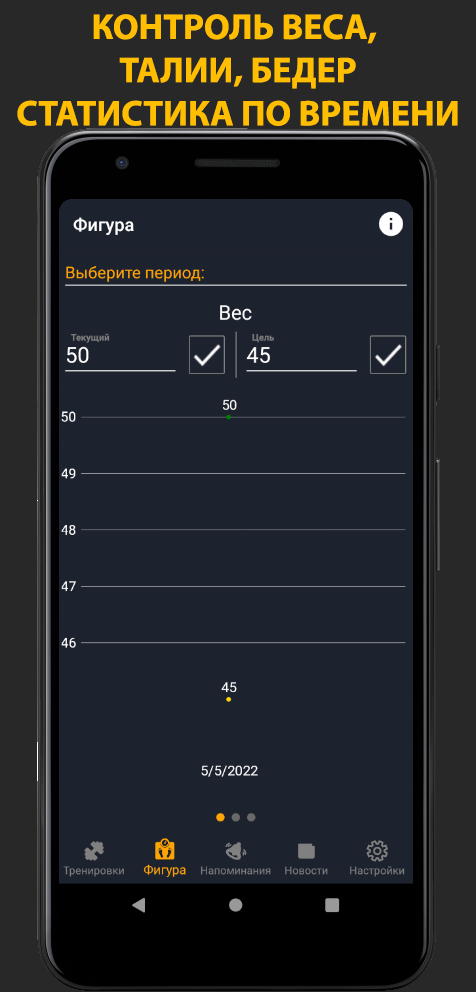 КОНТРОЛЬ ВЕСА,
ТАЛИИ, БЕДЕР
СТАТИСТИКА ПО ВРЕМЕНИ
Фигура
Выберите период:
Вес
Текущий Цель
50 45
50
50
49
48
47
46
45
5/5/2022
Тренировки Фигура Напоминания Новости Настройки